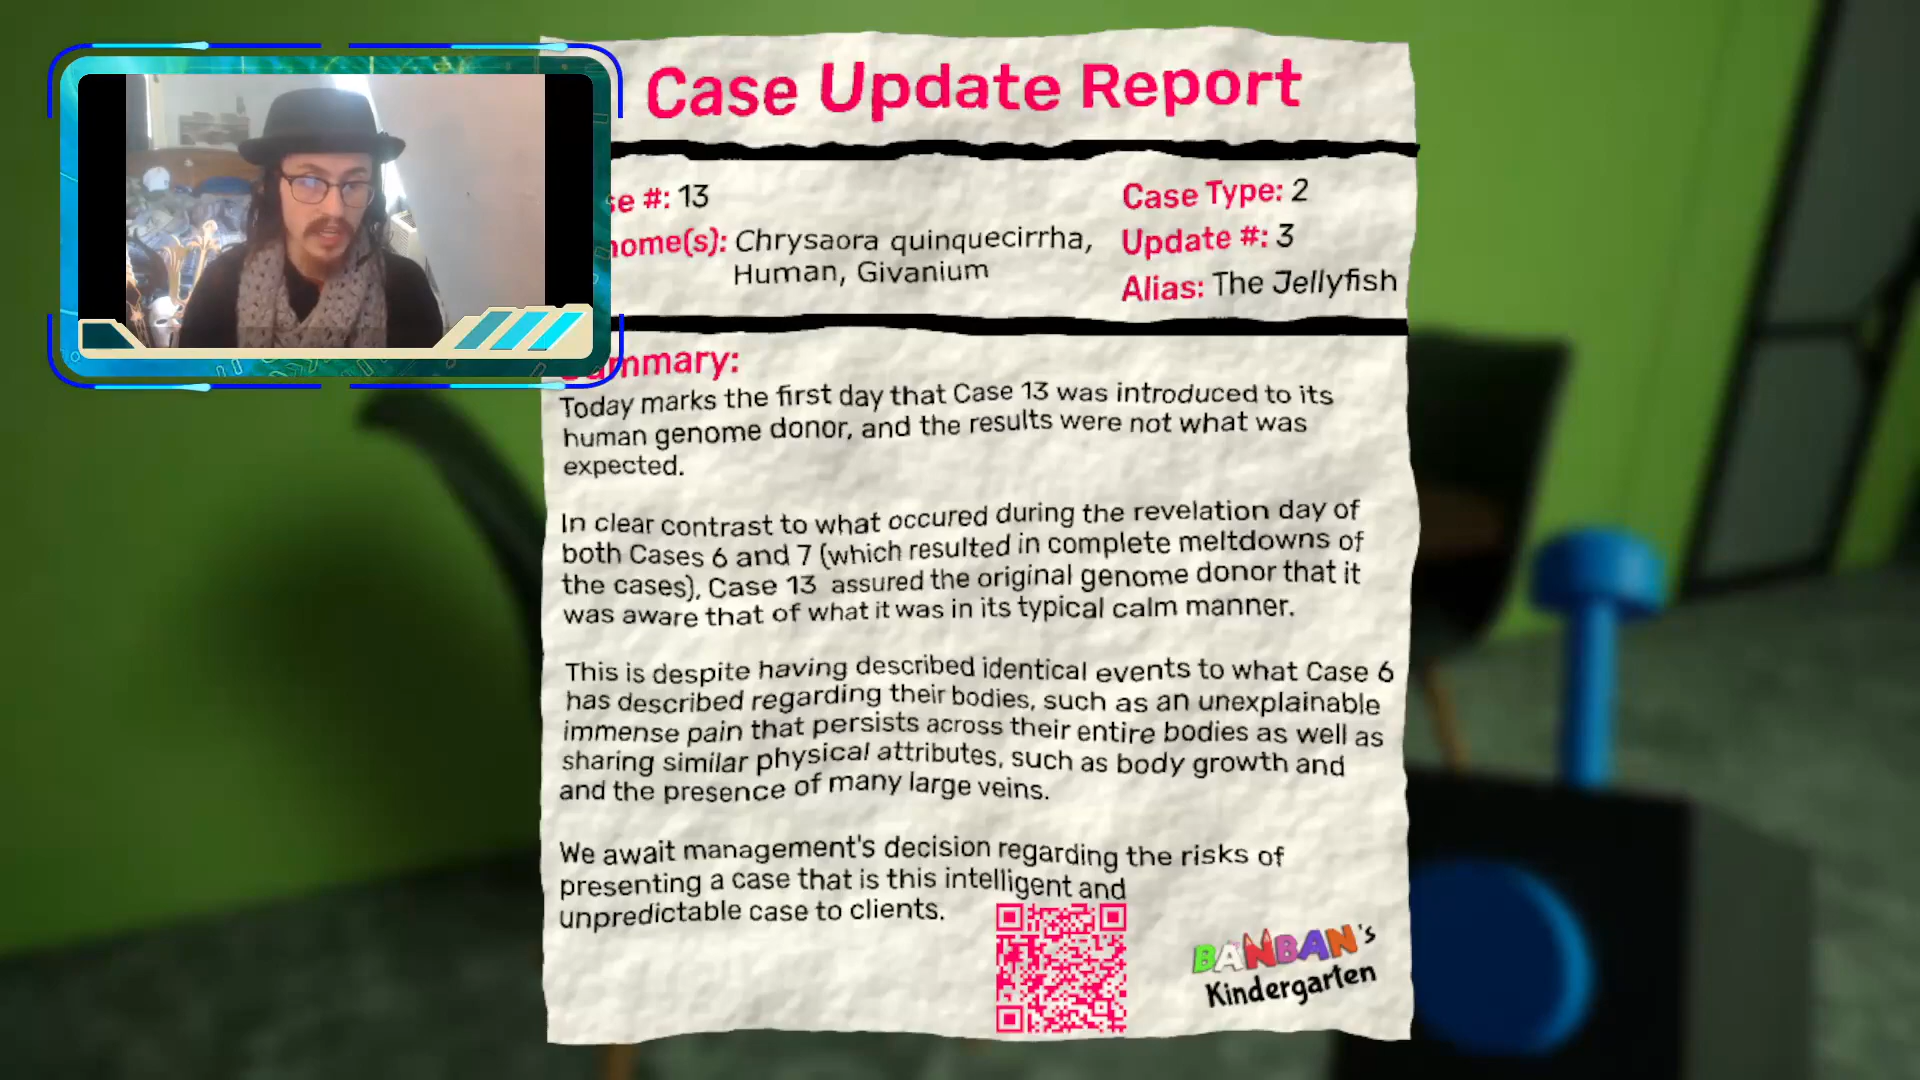 Case Update Report
se #: 13
Case Type: 2
nome(s): Chrysaora quinquecirrha,
Human, Givanium
Update #: 3
Alias: The Jellyfish
ummary:
Today marks the first day that Case 13 was introduced to its
human genome donor, and the results were not what was
expected.
In clear contrast to what occured during the revelation day of
both Cases 6 and 7 (which resulted in complete meltdowns of
the cases), Case 13 assured the original genome donor that it
was aware that of what it was in its typical calm manner.
This is despite having described identical events to what Case 6
has described regarding their bodies, such as an unexplainable
immense pain that persists across their entire bodies as well as
sharing similar physical attributes, such as body growth and
and the presence of many large veins.
We await management's decision regarding the risks of
presenting a case that is this intelligent and
unpredictable case to clients.
BANBAN's
Kindergarten